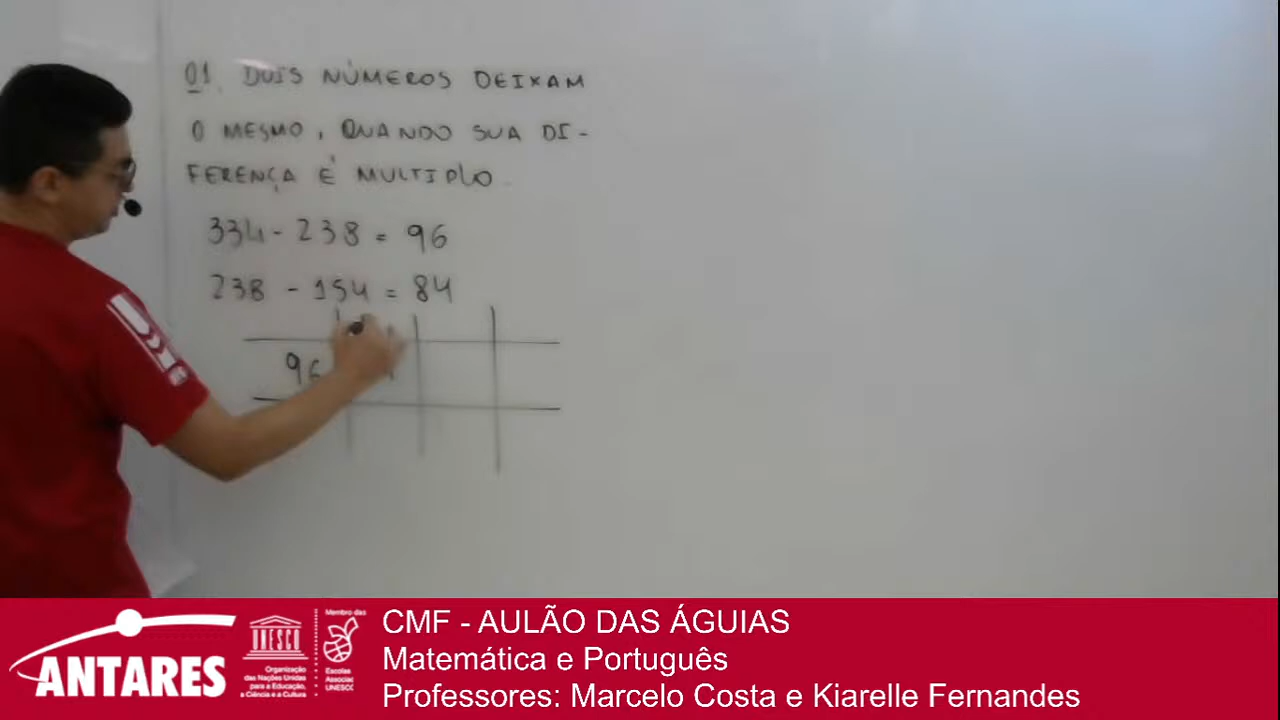 01. DOIS NÚMEROS DEIXAM
O MESMO, QUANDO SUA DI-
FERENÇA É MULTIPLO.
334 - 238 = 96
238 - 154 = 84
96
ANTARES
UNESCO
Organização
das Nações Unidas
para a Educação,
a Ciência e a Cultura
Membro das
Escolas
Associadas
UNESCO
CMF - AULÃO DAS ÁGUIAS
Matemática e Português
Professores: Marcelo Costa e Kiarelle Fernandes